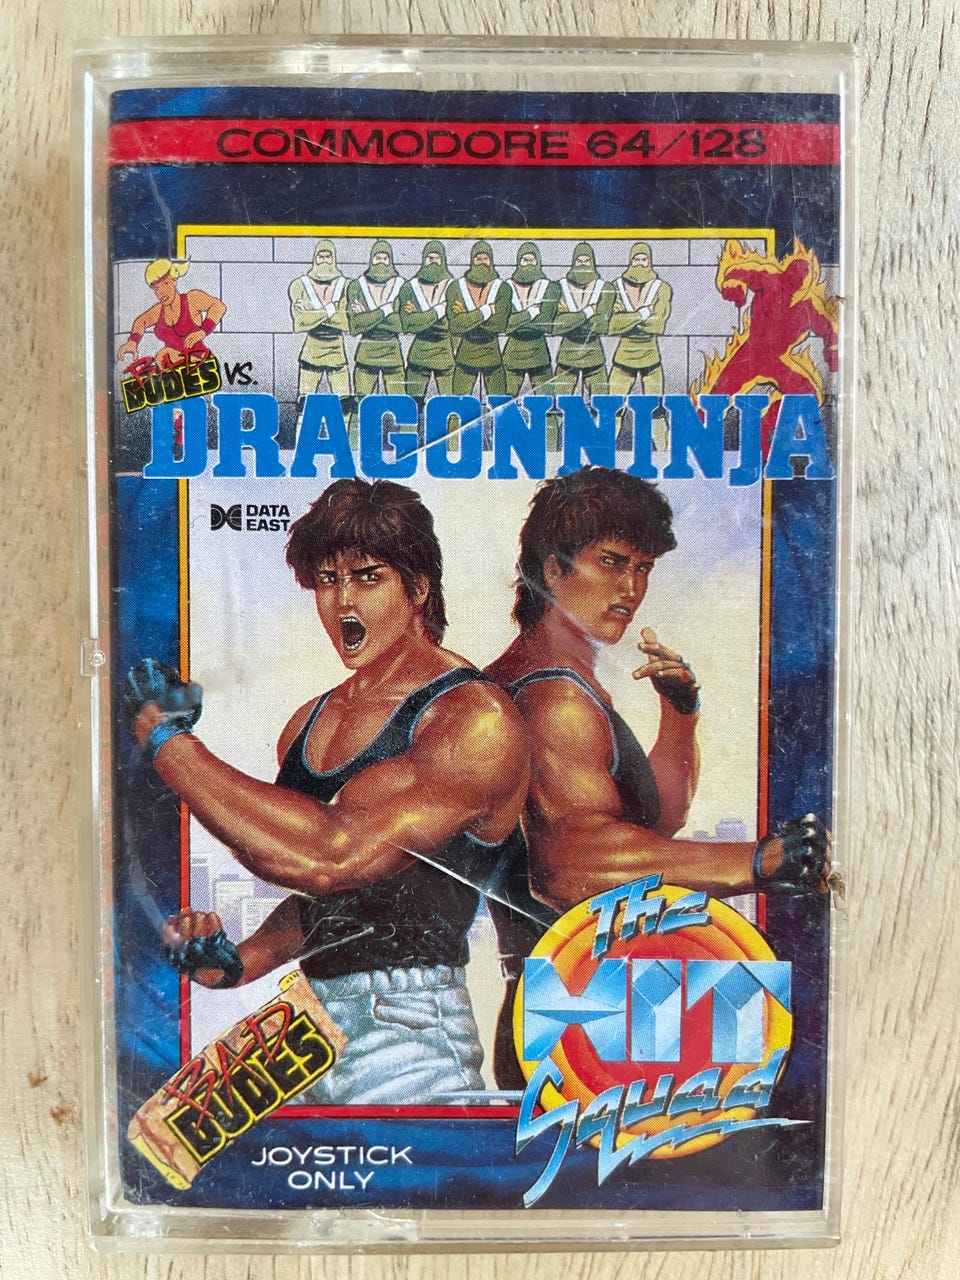 COMMODORE 64/128
BAD
DUDES VS.
DRAGONNINJA
DATA
EAST
The
HIT
Squad
BAD
DUDES
JOYSTICK
ONLY